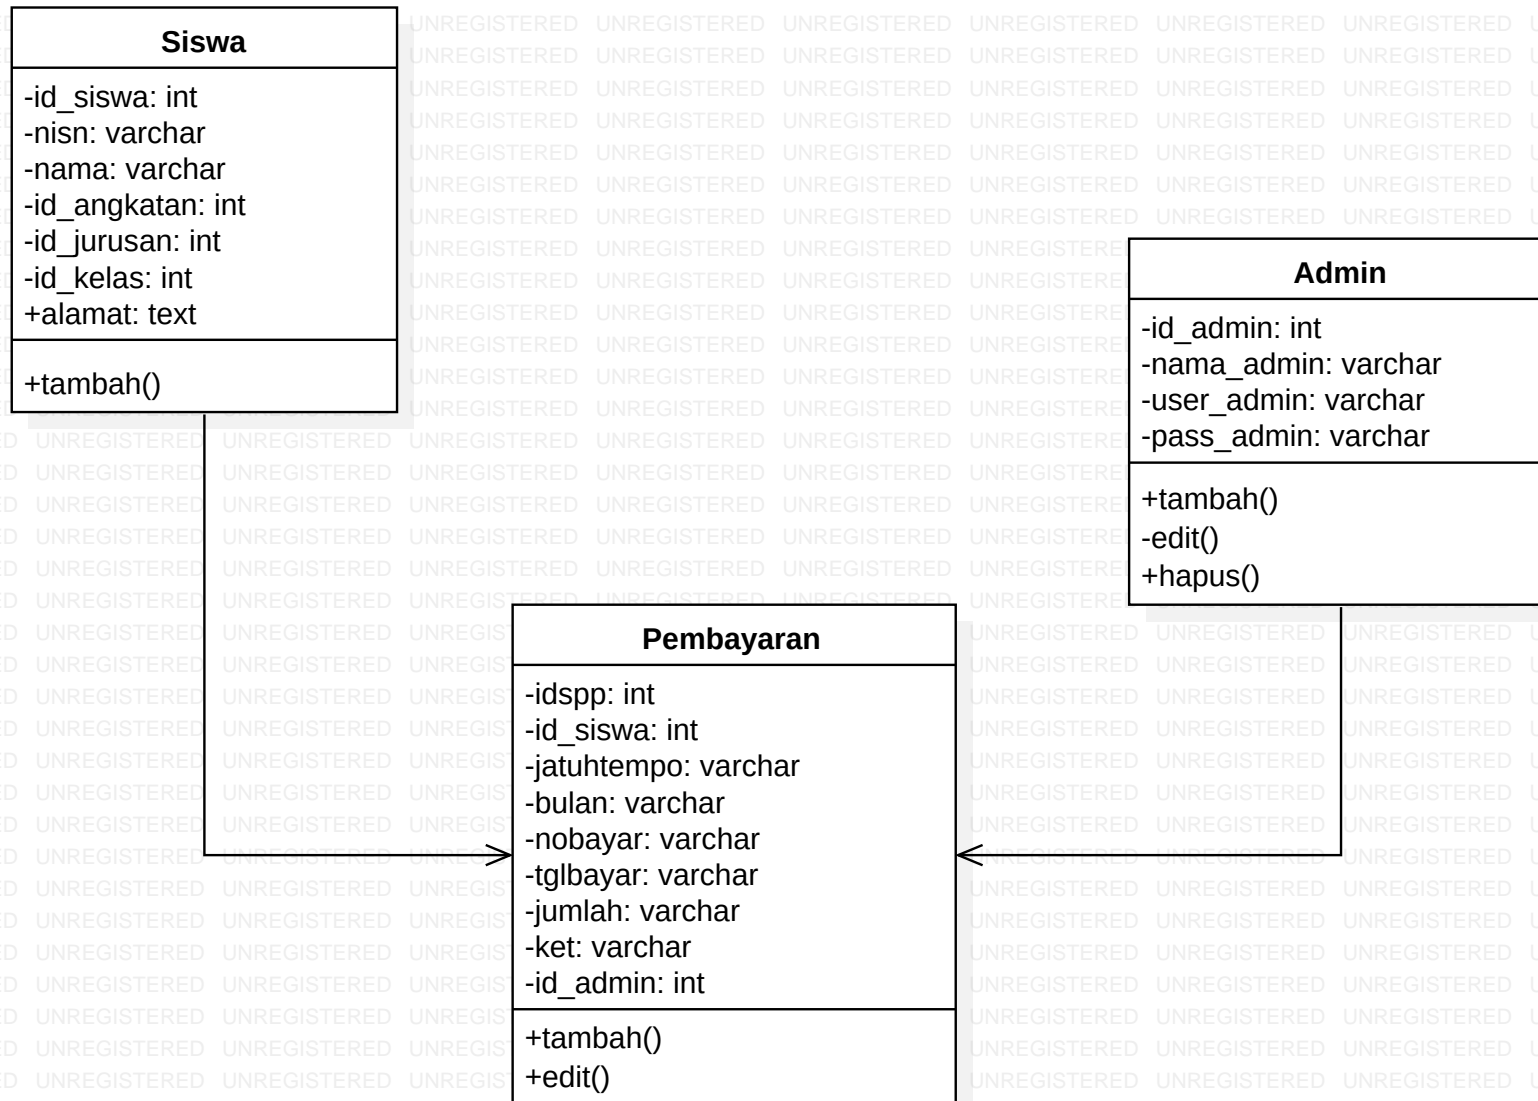 Siswa
-id_siswa: int
-nisn: varchar
-nama: varchar
-id_angkatan: int
-id_jurusan: int
-id_kelas: int
+alamat: text
+tambah()
Admin
-id_admin: int
-nama_admin: varchar
-user_admin: varchar
-pass_admin: varchar
+tambah()
-edit()
+hapus()
Pembayaran
-idspp: int
-id_siswa: int
-jatuhtempo: varchar
-bulan: varchar
-nobayar: varchar
-tglbayar: varchar
-jumlah: varchar
-ket: varchar
-id_admin: int
+tambah()
+edit()
UNREGISTERED